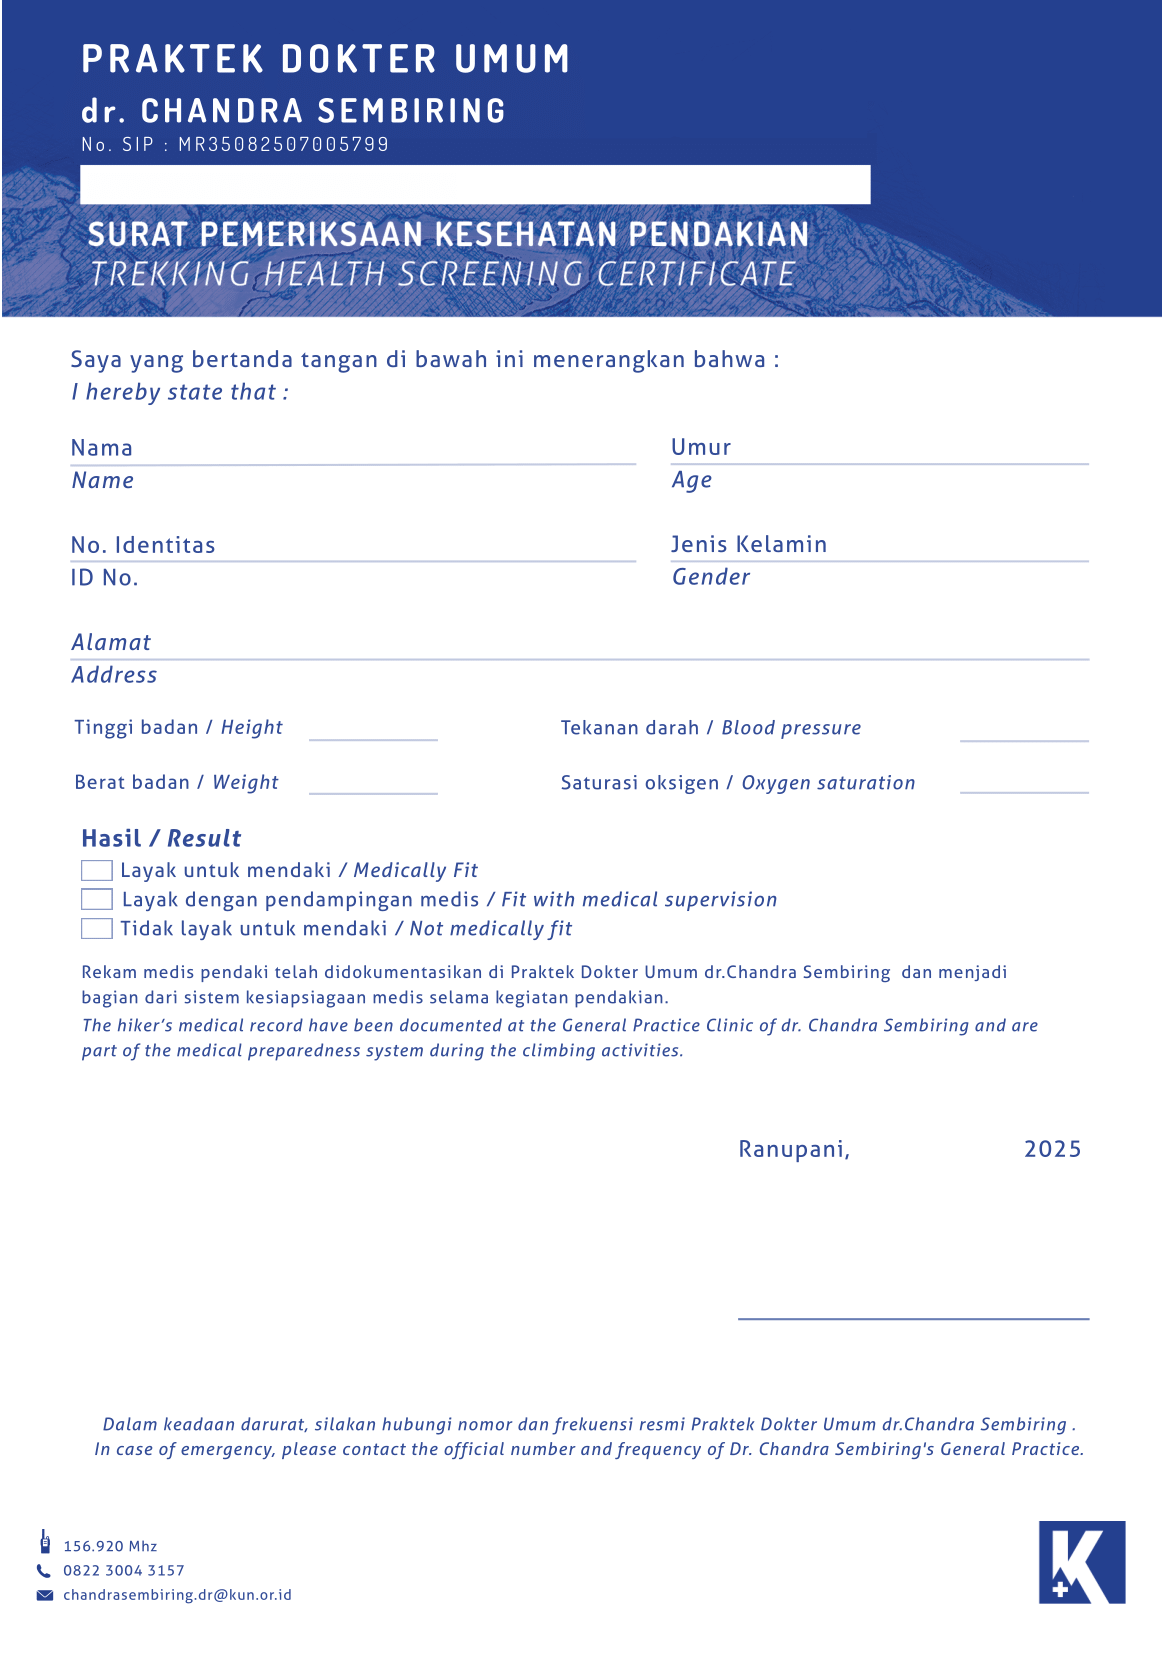 PRAKTEK DOKTER UMUM
dr. CHANDRA SEMBIRING
No. SIP : MR35082507005799
SURAT PEMERIKSAAN KESEHATAN PENDAKIAN
TREKKING HEALTH SCREENING CERTIFICATE
Saya yang bertanda tangan di bawah ini menerangkan bahwa :
I hereby state that :
Nama
Name
Umur
Age
No. Identitas
ID No.
Jenis Kelamin
Gender
Alamat
Address
Tinggi badan / Height
Tekanan darah / Blood pressure
Berat badan / Weight
Saturasi oksigen / Oxygen saturation
Hasil / Result
Layak untuk mendaki / Medically Fit
Layak dengan pendampingan medis / Fit with medical supervision
Tidak layak untuk mendaki / Not medically fit
Rekam medis pendaki telah didokumentasikan di Praktek Dokter Umum dr.Chandra Sembiring dan menjadi
bagian dari sistem kesiapsiagaan medis selama kegiatan pendakian.
The hiker's medical record have been documented at the General Practice Clinic of dr. Chandra Sembiring and are
part of the medical preparedness system during the climbing activities.
Ranupani, 2025
Dalam keadaan darurat, silakan hubungi nomor dan frekuensi resmi Praktek Dokter Umum dr.Chandra Sembiring .
In case of emergency, please contact the official number and frequency of Dr. Chandra Sembiring's General Practice.
156.920 Mhz
0822 3004 3157
chandrasembiring.dr@kun.or.id
K